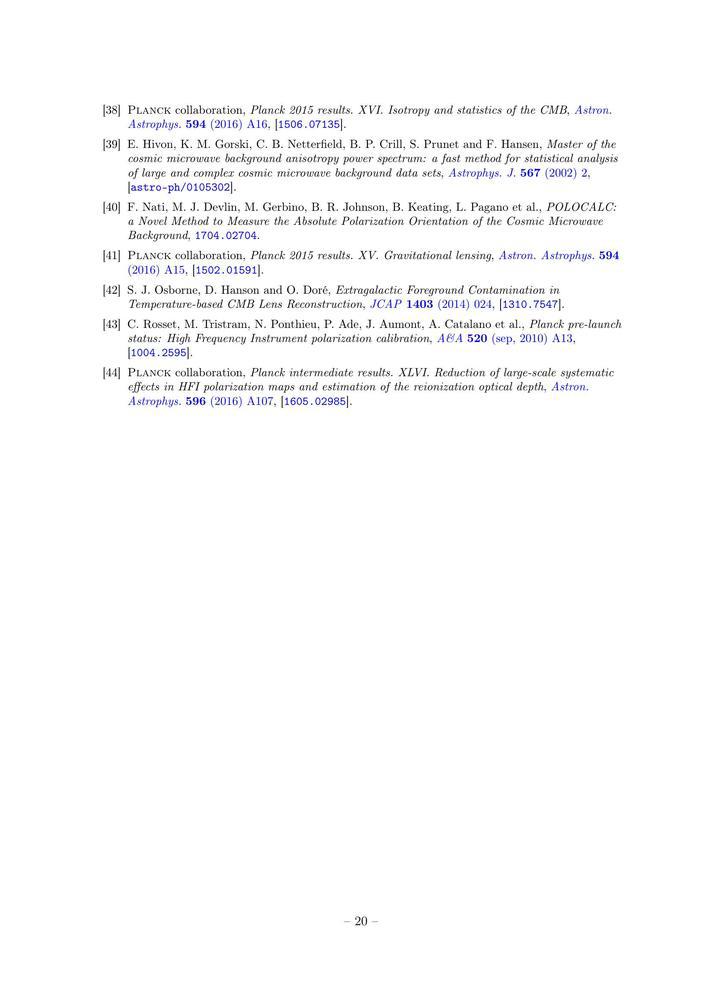 [38] PLANCK collaboration, Planck 2015 results. XVI. Isotropy and statistics of the CMB, Astron.
Astrophys. 594 (2016) A16, [1506.07135].
[39] E. Hivon, K. M. Gorski, C. B. Netterfield, B. P. Crill, S. Prunet and F. Hansen, Master of the
cosmic microwave background anisotropy power spectrum: a fast method for statistical analysis
of large and complex cosmic microwave background data sets, Astrophys. J. 567 (2002) 2,
[astro-ph/0105302].
[40] F. Nati, M. J. Devlin, M. Gerbino, B. R. Johnson, B. Keating, L. Pagano et al., POLOCALC:
a Novel Method to Measure the Absolute Polarization Orientation of the Cosmic Microwave
Background, 1704.02704.
[41] PLANCK collaboration, Planck 2015 results. XV. Gravitational lensing, Astron. Astrophys. 594
(2016) A15, [1502.01591].
[42] S. J. Osborne, D. Hanson and O. Doré, Extragalactic Foreground Contamination in
Temperature-based CMB Lens Reconstruction, JCAP 1403 (2014) 024, [1310.7547].
[43] C. Rosset, M. Tristram, N. Ponthieu, P. Ade, J. Aumont, A. Catalano et al., Planck pre-launch
status: High Frequency Instrument polarization calibration, A&A 520 (sep, 2010) A13,
[1004.2595].
[44] PLANCK collaboration, Planck intermediate results. XLVI. Reduction of large-scale systematic
effects in HFI polarization maps and estimation of the reionization optical depth, Astron.
Astrophys. 596 (2016) A107, [1605.02985].
– 20 –